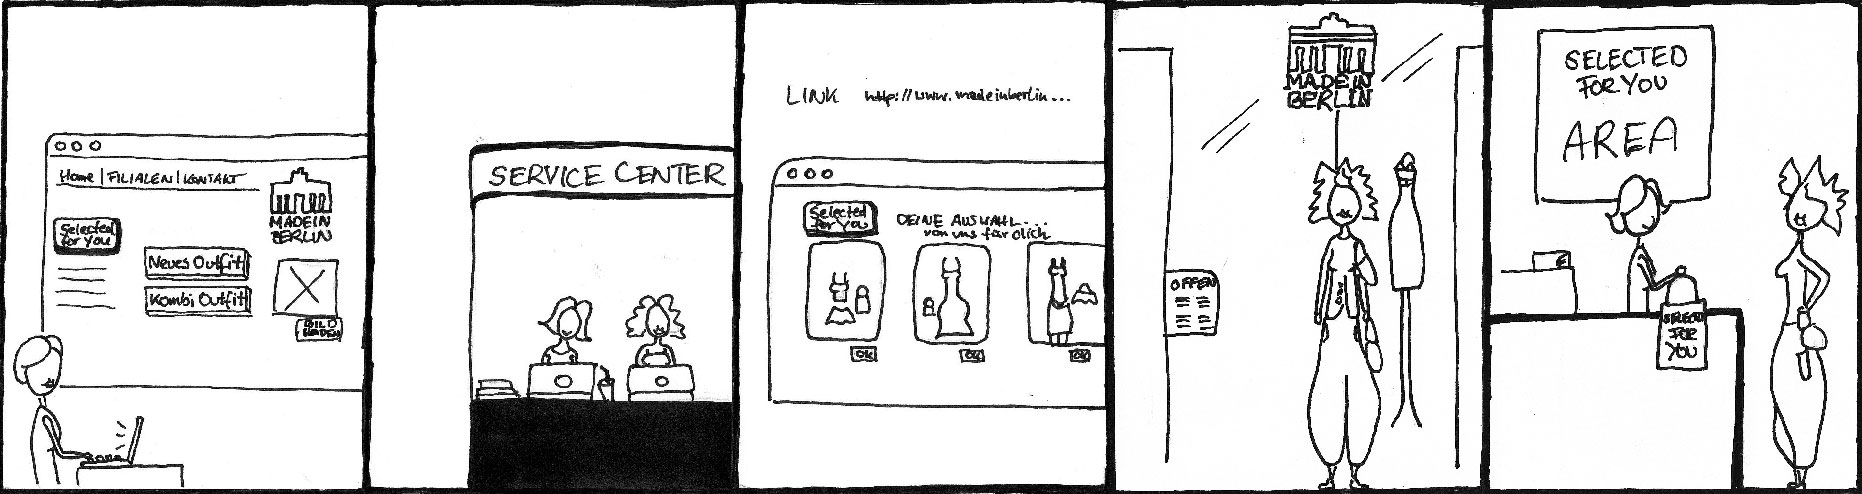 Home | FILIALEN | KONTAKT
MADE IN
BERLIN
Selected
for You
Neues Outfit
Kombi Outfit
BILD
LADEN
SERVICE CENTER
LINK http://www.madeinberlin...
Selected
for You
DEINE AUSWAHL...
von uns für dich
OK
OK
OK
MADE IN
BERLIN
OFFEN
SELECTED
FOR YOU
AREA
SELECTED
FOR
YOU